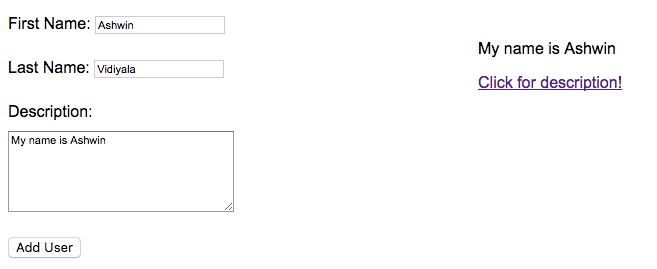 First Name: Ashwin
Last Name: Vidiyala
Description:
My name is Ashwin
Add User
My name is Ashwin
Click for description!